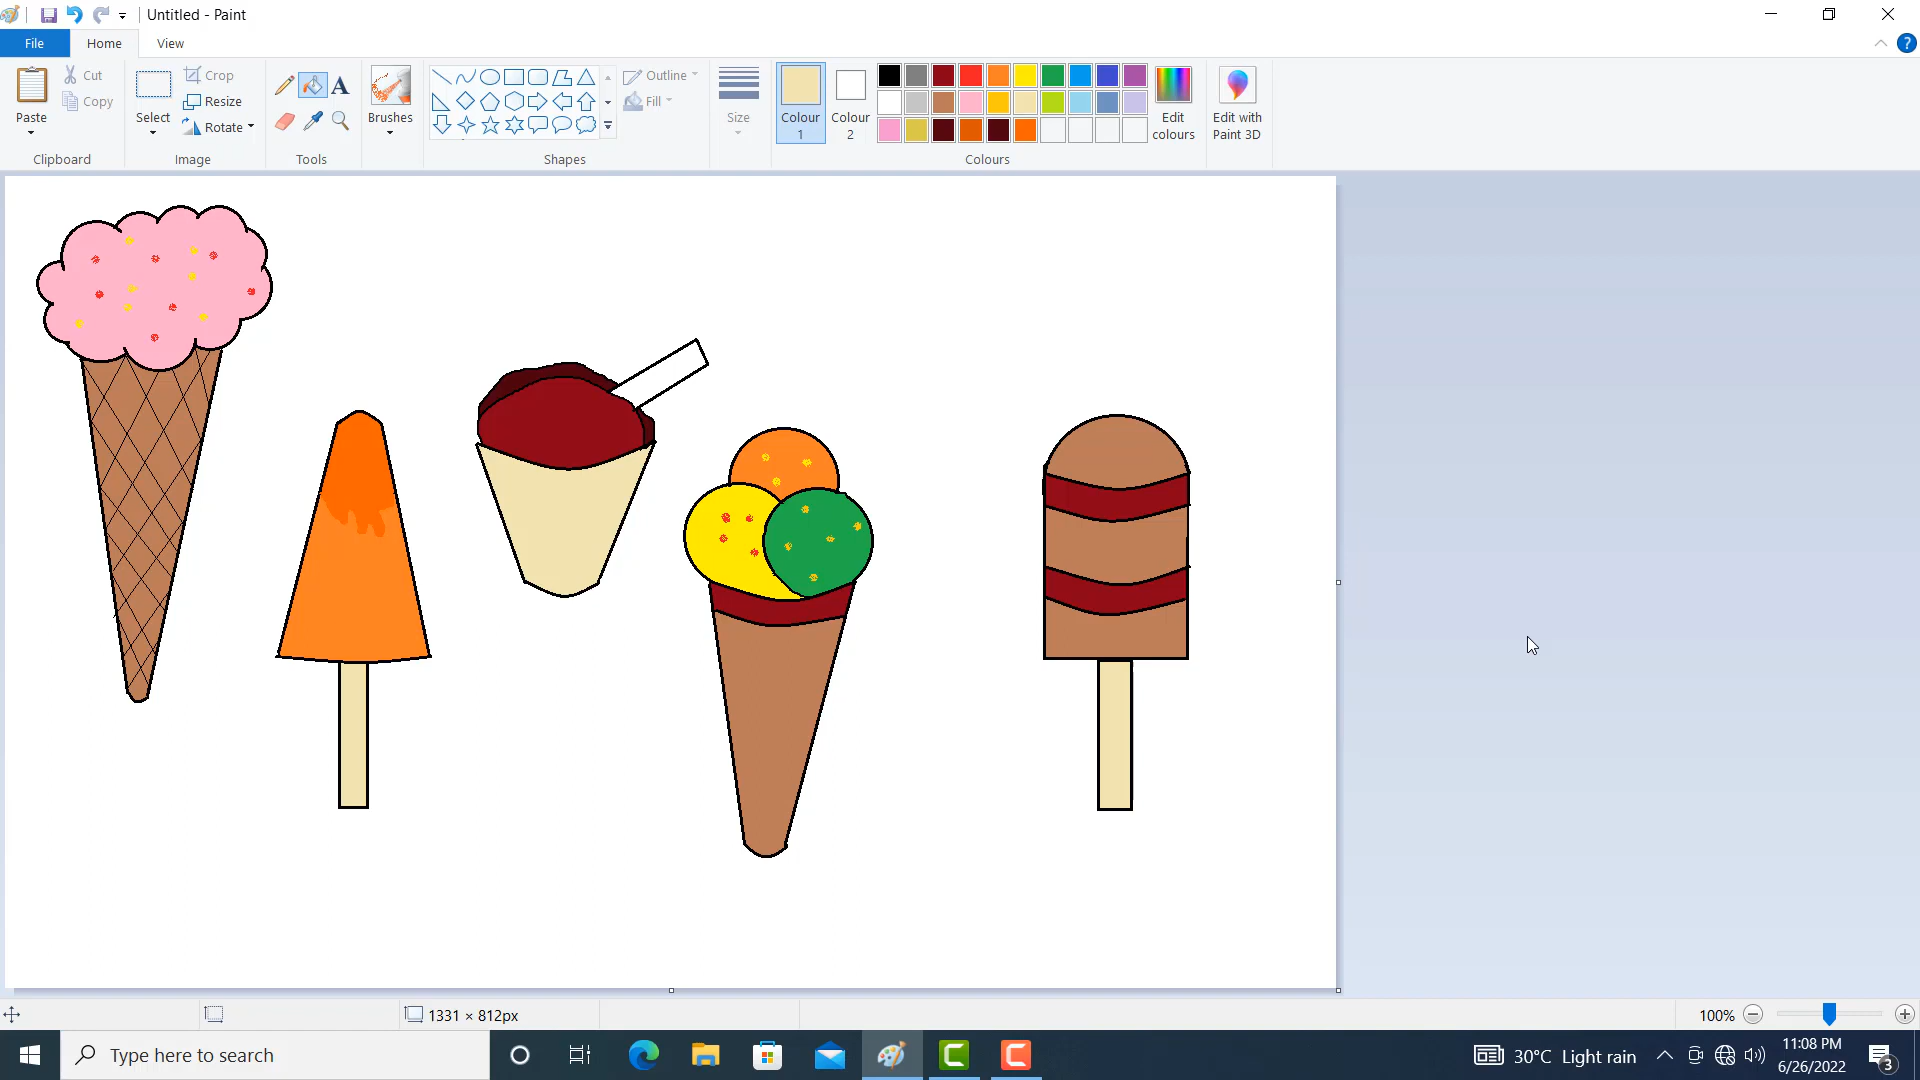 Untitled - Paint
File Home View
Paste Cut Copy Clipboard
Select Crop Resize Rotate Image
A
Tools
Brushes
Outline Fill Shapes
Size
Colour 1
Colour 2
Colours
Edit colours
Edit with Paint 3D
?
1331 × 812px
100%
Type here to search
30°C Light rain
11:08 PM
6/26/2022
3